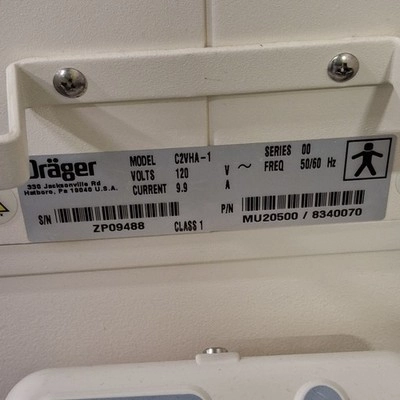 Dräger
330 Jacksonville Rd
Hatboro, Pa 19040 U.S.A.
MODEL C2VHA-1
VOLTS 120 V ~
CURRENT 9.9 A
SERIES 00
FREQ 50/60 Hz
S/N
ZP09488
CLASS 1
P/N
MU20500 / 8340070